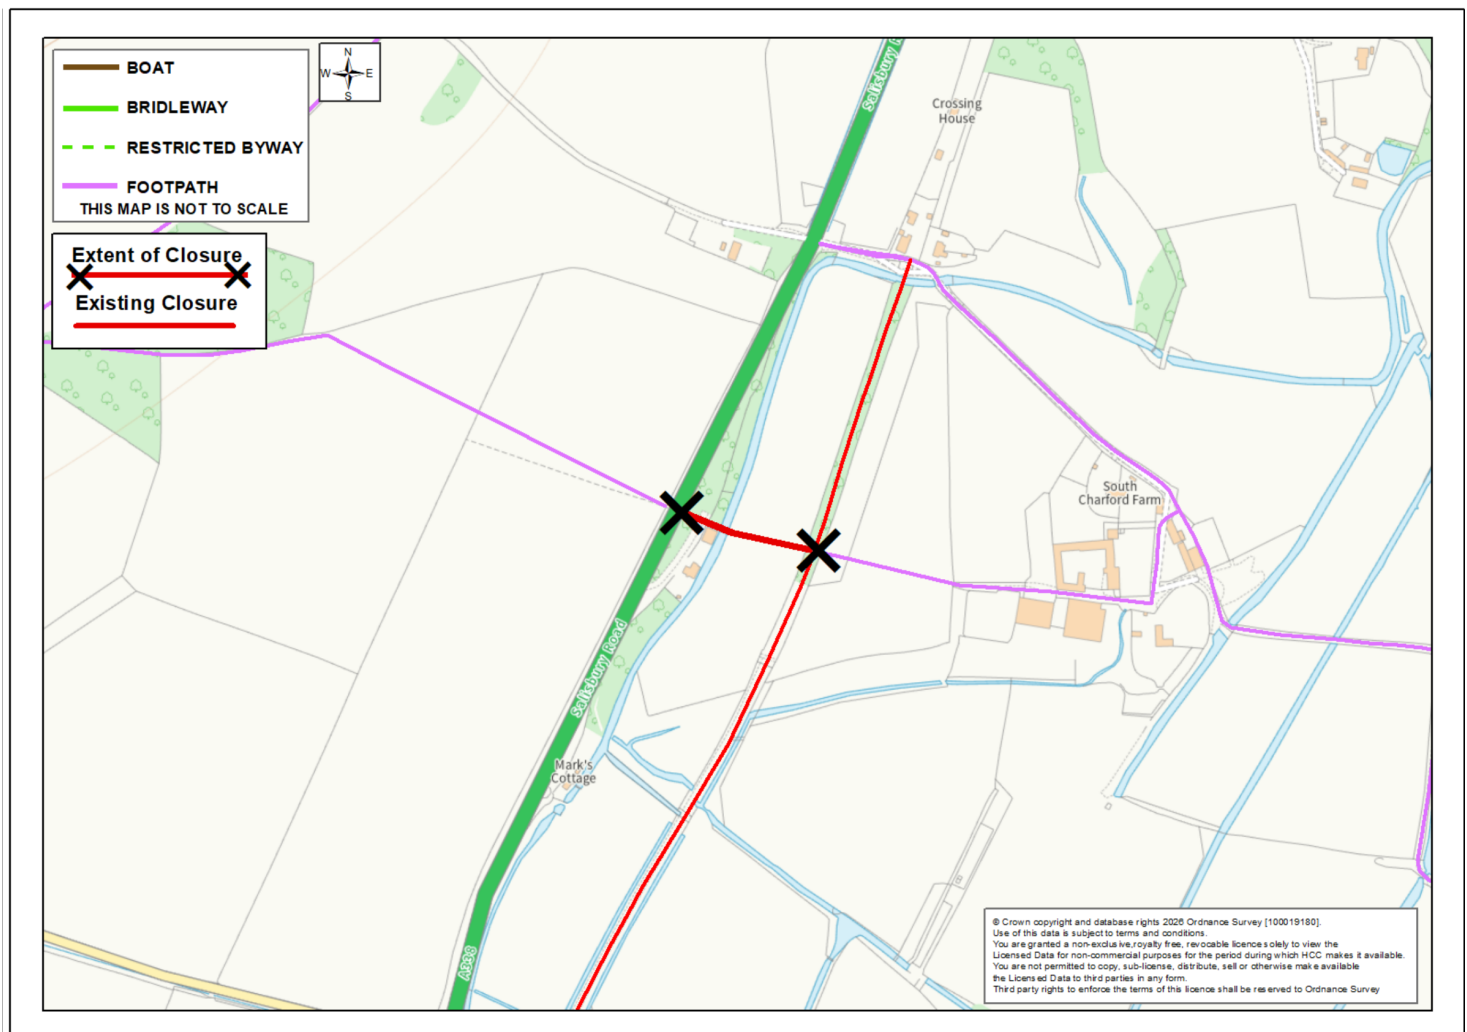 BOAT
BRIDLEWAY
RESTRICTED BYWAY
FOOTPATH
THIS MAP IS NOT TO SCALE
N
W E
S
Extent of Closure
Existing Closure
Salisbury R
Crossing
House
South
Charford Farm
Salisbury Road
Mark's
Cottage
A338
© Crown copyright and database rights 2026 Ordnance Survey [100019180].
Use of this data is subject to terms and conditions.
You are granted a non-exclusive,royalty free, revocable licence solely to view the
Licensed Data for non-commercial purposes for the period during which HCC makes it available.
You are not permitted to copy, sub-license, distribute, sell or otherwise make available
the Licensed Data to third parties in any form.
Third party rights to enforce the terms of this licence shall be reserved to Ordnance Survey